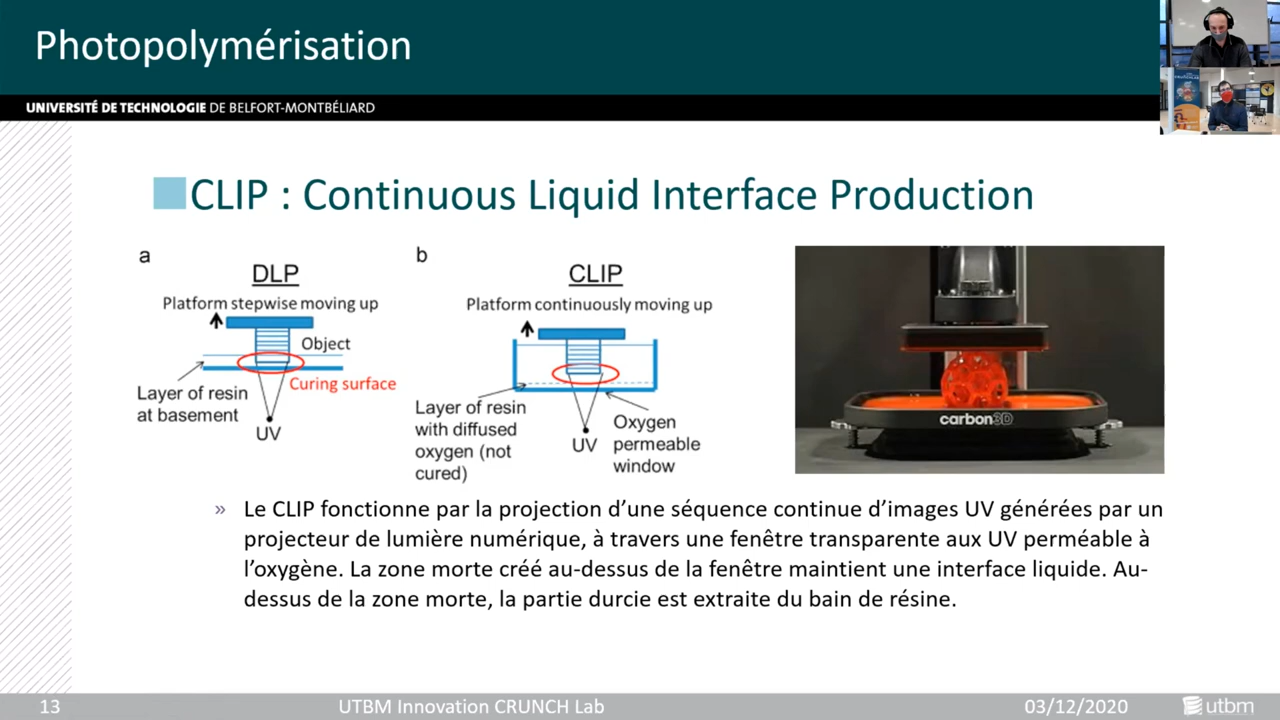 Photopolymérisation
UNIVERSITÉ DE TECHNOLOGIE DE BELFORT-MONTBÉLIARD
CLIP : Continuous Liquid Interface Production
a
DLP
Platform stepwise moving up
Object
Curing surface
Layer of resin
at basement
UV
b
CLIP
Platform continuously moving up
Layer of resin
with diffused
oxygen (not
cured)
UV
Oxygen
permeable
window
carbon3D
» Le CLIP fonctionne par la projection d’une séquence continue d’images UV générées par un
projecteur de lumière numérique, à travers une fenêtre transparente aux UV perméable à
l’oxygène. La zone morte créé au-dessus de la fenêtre maintient une interface liquide. Au-
dessus de la zone morte, la partie durcie est extraite du bain de résine.
13
UTBM Innovation CRUNCH Lab
03/12/2020
utbm